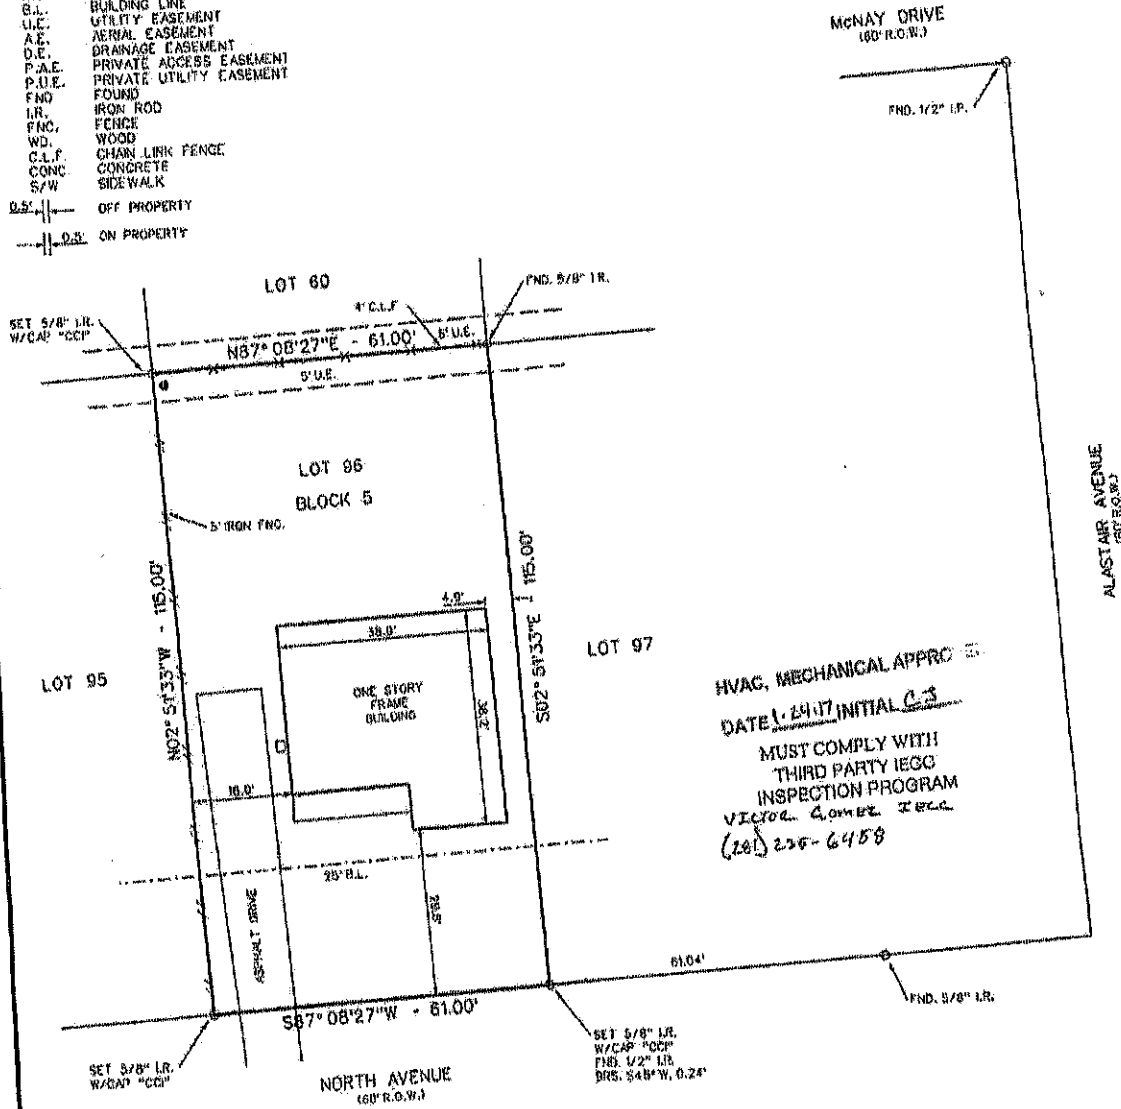 B.L. BUILDING LINE
U.E. UTILITY EASEMENT
A.E. AERIAL EASEMENT
D.E. DRAINAGE EASEMENT
P.A.E. PRIVATE ACCESS EASEMENT
P.U.E. PRIVATE UTILITY EASEMENT
FND FOUND
I.R. IRON ROD
FNC. FENCE
WD. WOOD
C.L.F. CHAIN LINK FENCE
CONC CONCRETE
S/W SIDEWALK
0.5' OFF PROPERTY
0.5' ON PROPERTY
McNAY DRIVE
(60' R.O.W.)
FND. 1/2" I.P.
LOT 60
FND. 5/8" I.R.
4' C.L.F
SET 5/8" I.R.
W/CAP "CCI"
N87° 08'27"E - 61.00'
5' U.E.
5' U.E.
LOT 96
BLOCK 5
5' IRON FNC.
N02° 51'33"W - 115.00'
S02° 51'33"E - 115.00'
ALASTAIR AVENUE
(60' R.O.W.)
4.9'
38.0'
LOT 95
LOT 97
ONE STORY
FRAME
BUILDING
HVAC, MECHANICAL APPRO
DATE 1.24.17 INITIAL C.J
MUST COMPLY WITH
THIRD PARTY IECC
INSPECTION PROGRAM
VICTOR GOMEZ IECC
(281) 235-6458
16.0'
25' B.L.
ASPHALT DRIVE
61.04'
FND. 5/8" I.R.
S87° 08'27"W - 61.00'
SET 5/8" I.R.
W/CAP "CCI"
FND. 1/2" I.R.
BRS. S48°W, 0.24'
SET 5/8" I.R.
W/CAP "CCI"
NORTH AVENUE
(60' R.O.W.)